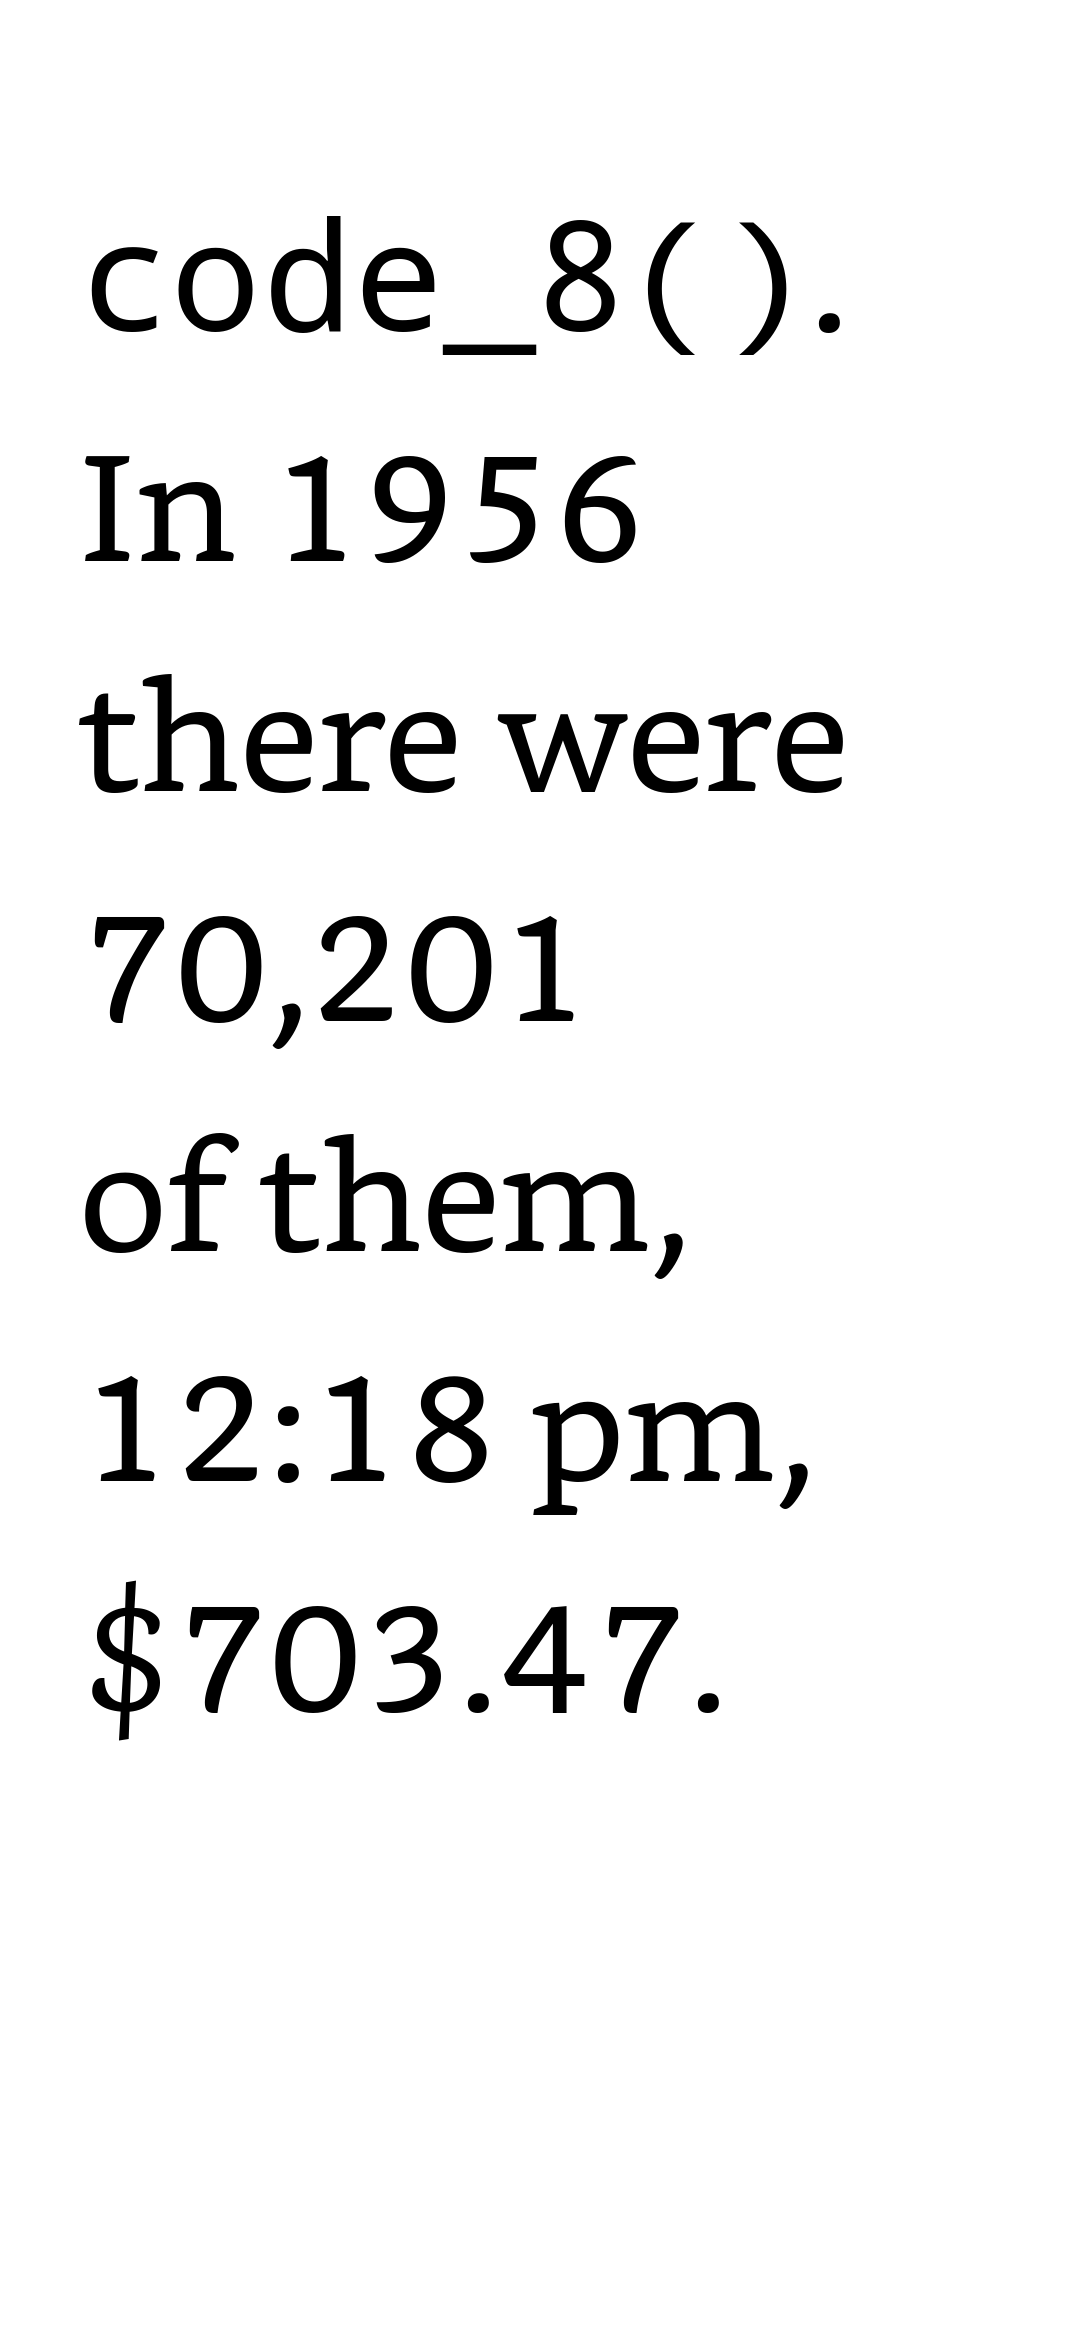 code_8().
In 1956
there were
70,201
of them,
12:18 pm,
$703.47.